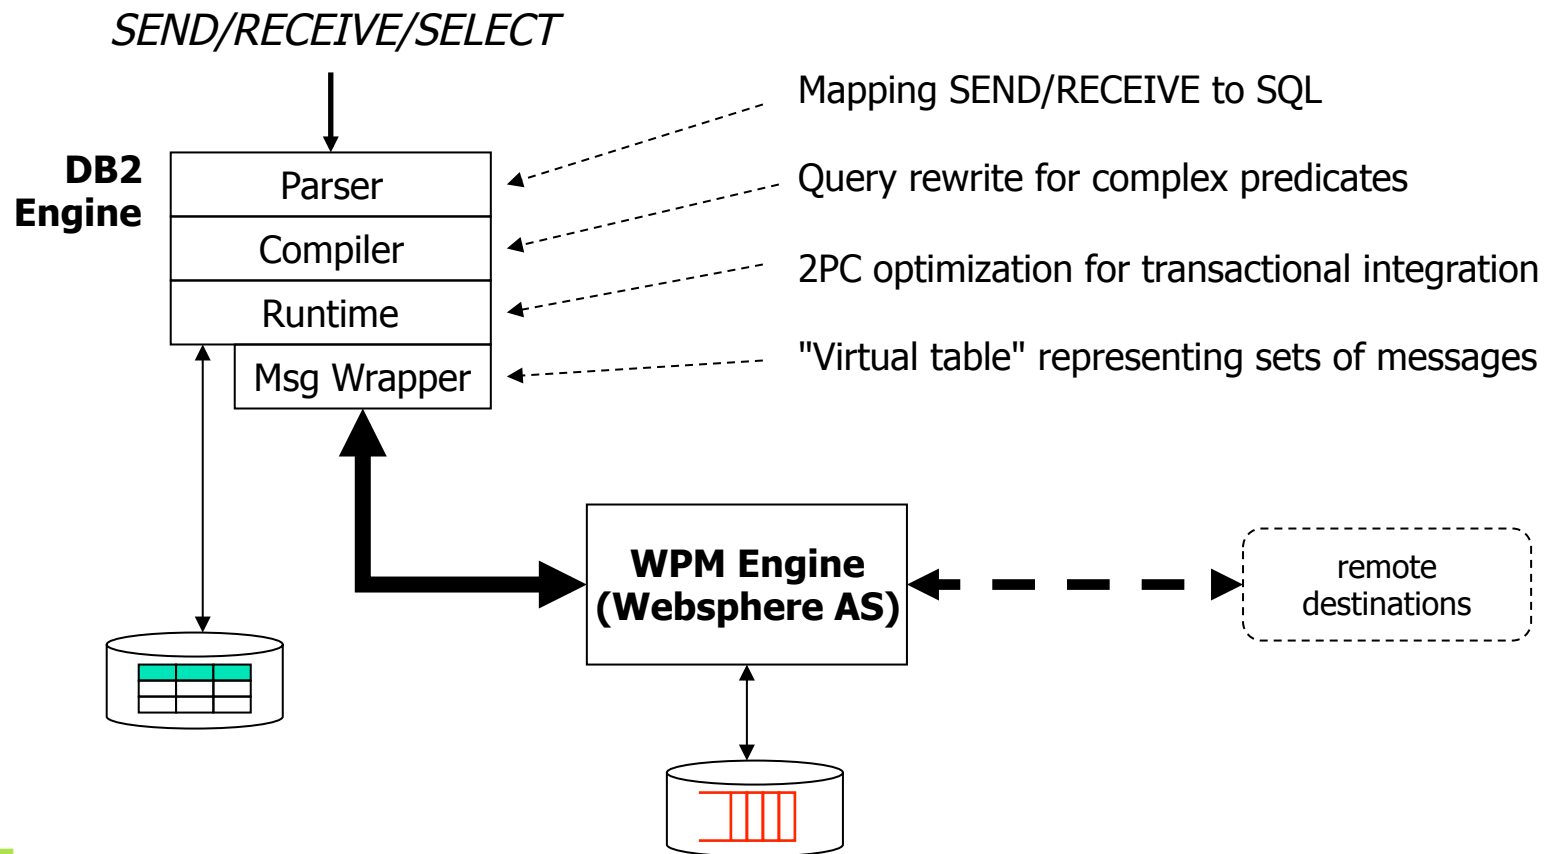 SEND/RECEIVE/SELECT
Mapping SEND/RECEIVE to SQL
DB2
Engine
Parser
Query rewrite for complex predicates
Compiler
2PC optimization for transactional integration
Runtime
"Virtual table" representing sets of messages
Msg Wrapper
WPM Engine
(Websphere AS)
remote
destinations